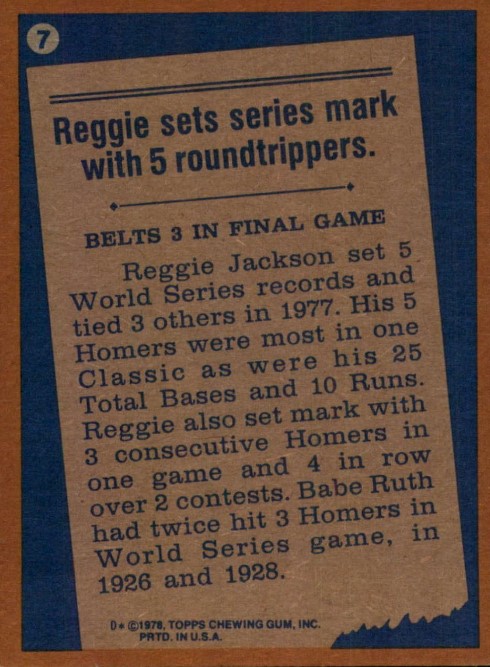 7
Reggie sets series mark
with 5 roundtrippers.
BELTS 3 IN FINAL GAME
Reggie Jackson set 5
World Series records and
tied 3 others in 1977. His 5
Homers were most in one
Classic as were his 25
Total Bases and 10 Runs.
Reggie also set mark with
3 consecutive Homers in
one game and 4 in row
over 2 contests. Babe Ruth
had twice hit 3 Homers in
World Series game, in
1926 and 1928.
D* ©1978, TOPPS CHEWING GUM, INC.
PRTD. IN U.S.A.